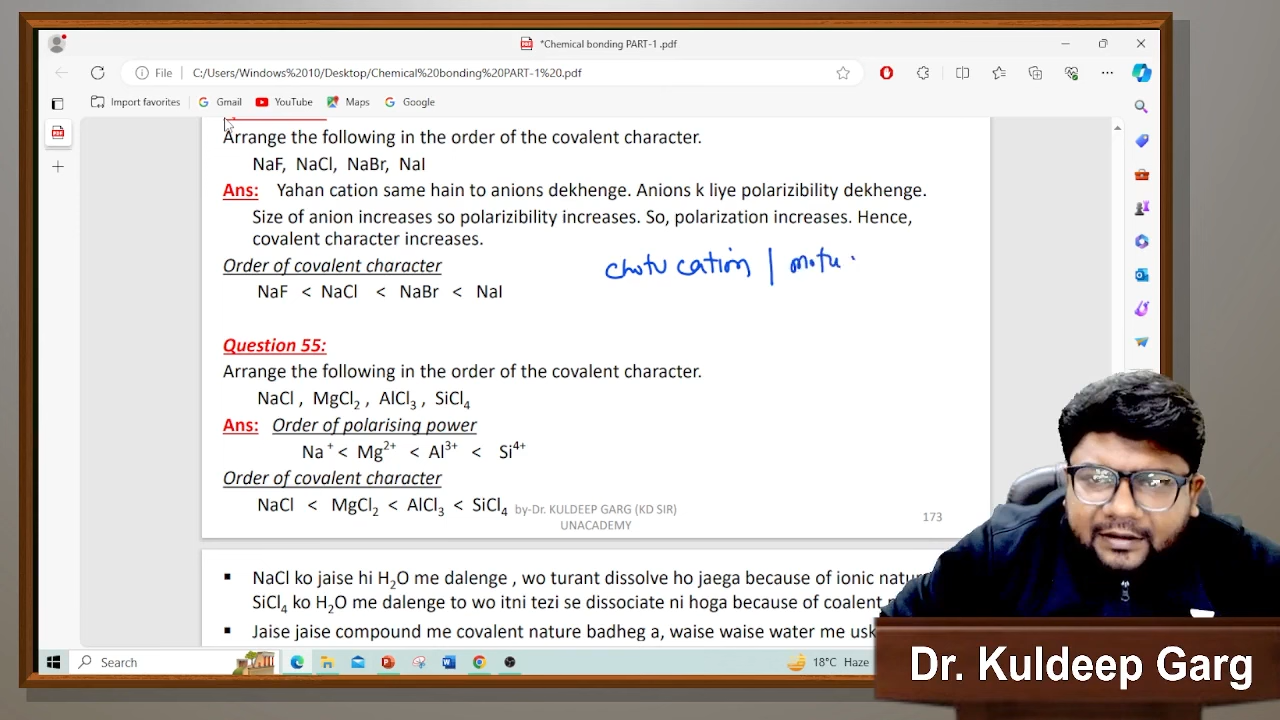 *Chemical bonding PART-1 .pdf
File C:/Users/Windows%2010/Desktop/Chemical%20bonding%20PART-1%20.pdf
Import favorites Gmail YouTube Maps Google
Arrange the following in the order of the covalent character.
NaF, NaCl, NaBr, NaI
Ans: Yahan cation same hain to anions dekhenge. Anions k liye polarizibility dekhenge.
Size of anion increases so polarizibility increases. So, polarization increases. Hence,
covalent character increases.
Order of covalent character
chotu cation | motu
NaF < NaCl < NaBr < NaI
Question 55:
Arrange the following in the order of the covalent character.
NaCl , MgCl₂ , AlCl₃ , SiCl₄
Ans: Order of polarising power
Na⁺ < Mg²⁺ < Al³⁺ < Si⁴⁺
Order of covalent character
NaCl < MgCl₂ < AlCl₃ < SiCl₄
by-Dr. KULDEEP GARG (KD SIR)
UNACADEMY
173
NaCl ko jaise hi H₂O me dalenge , wo turant dissolve ho jaega because of ionic
SiCl₄ ko H₂O me dalenge to wo itni tezi se dissociate ni hoga because of coalent
Jaise jaise compound me covalent nature badheg a, waise waise water me
Search
18°C Haze
Dr. Kuldeep Garg